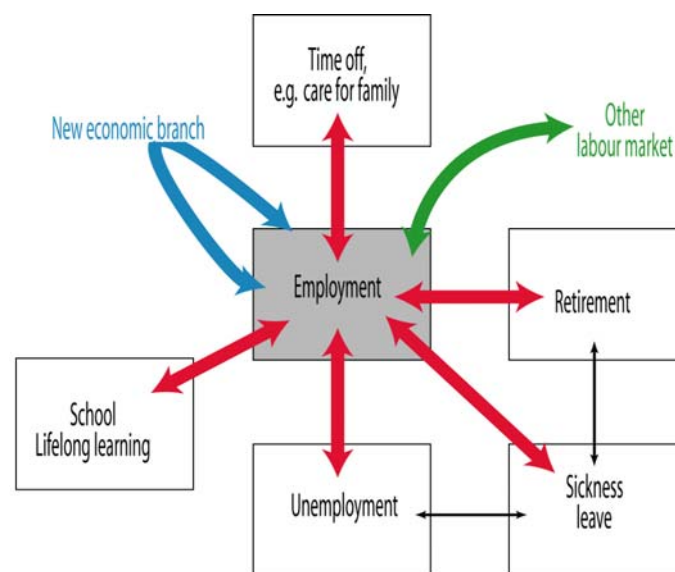 Time off,
e.g. care for family
New economic branch
Other
labour market
Employment
Retirement
School
Lifelong learning
Unemployment
Sickness
leave